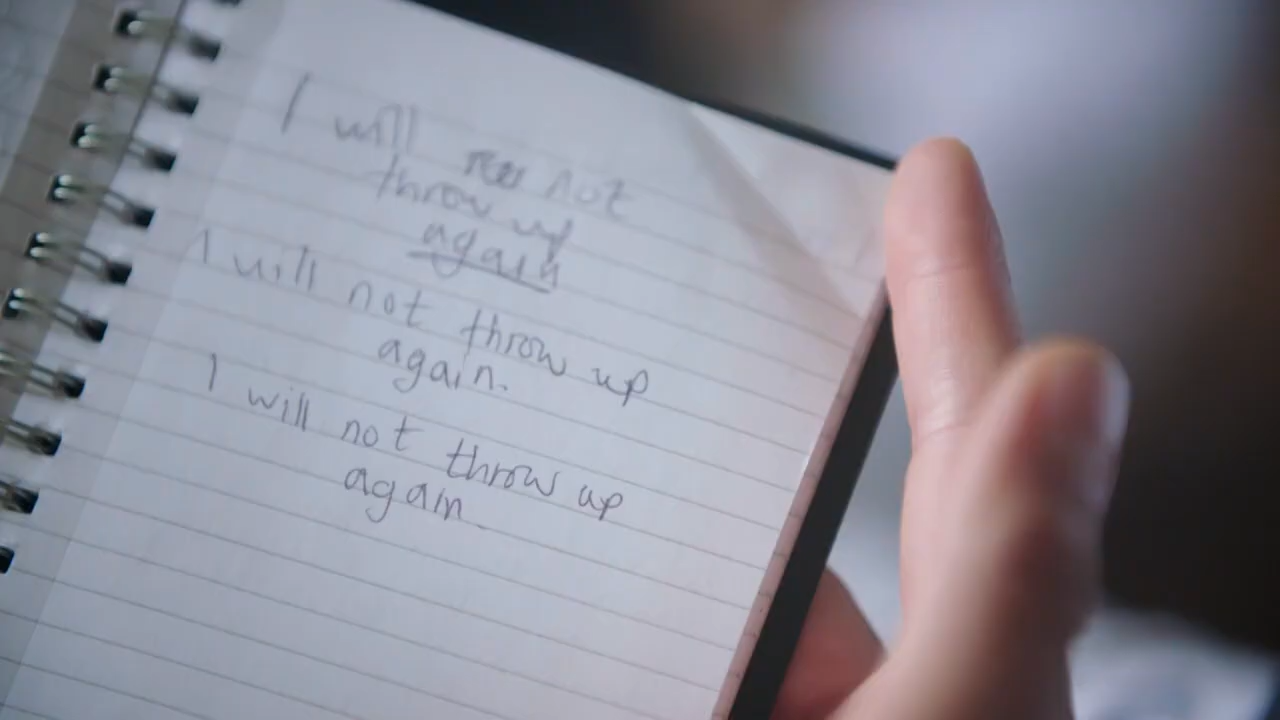 I will not
throw up
again
I will not throw up
again.
I will not throw up
again.